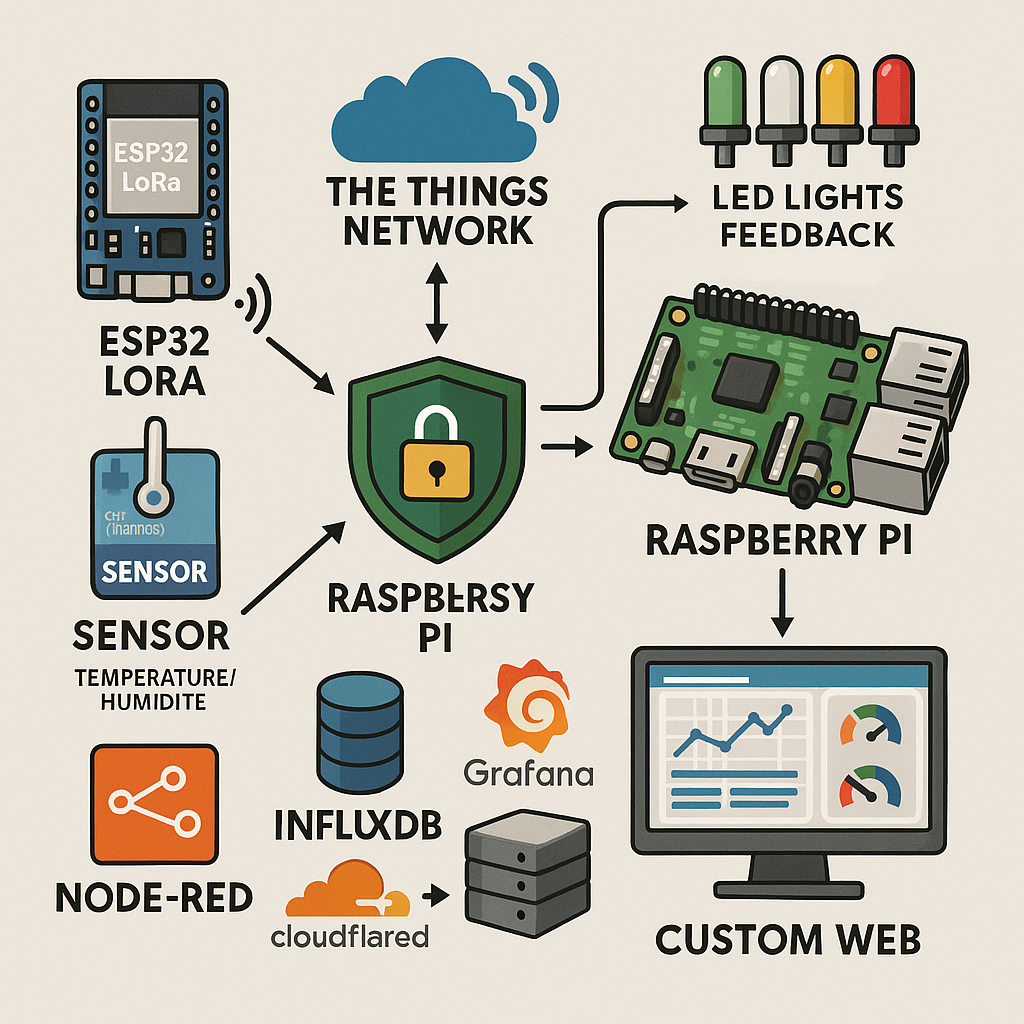 ESP32
LoRa
ESP32
LORA
THE THINGS
NETWORK
LED LIGHTS
FEEDBACK
CHT
(inannos)
SENSOR
SENSOR
TEMPERATURE/
HUMIDITE
RASPBERSY
PI
RASPBERRY PI
NODE-RED
INFLUXDB
Grafana
cloudflared
CUSTOM WEB